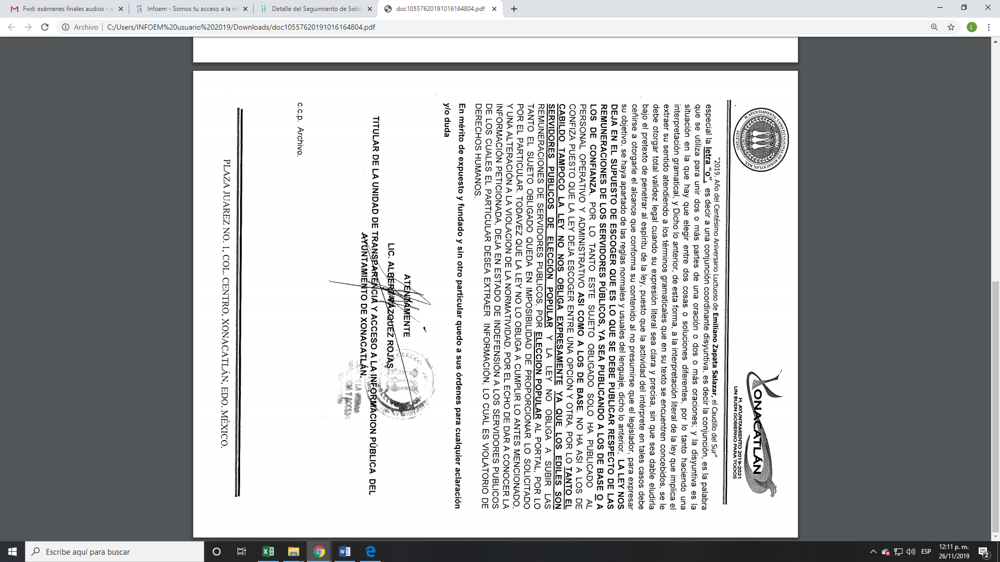 Fwd: exámenes finales audios - m
Infoem - Somos tu acceso a la inf
Detalle del Seguimiento de Solici
doc10557620191016164804.pdf
Archivo
C:/Users/INFOEM%20usuario%202019/Downloads/doc10557620191016164804.pdf
L
H. AYUNTAMIENTO CONSTITUCIONAL DE XONACATLÁN, MEX.
2019-2021
XONACATLÁN
H. AYUNTAMIENTO 2019-2021
UN BUEN GOBIERNO PARA TODOS
"2019. Año del Centésimo Aniversario Luctuoso de Emiliano Zapata Salazar, el Caudillo del Sur"
especial la letra "o", es decir a una conjunción coordinante disyuntiva, es decir la conjunción, es la palabra
que se utiliza para unir dos o más partes de una oración o dos o más oraciones; y la disyuntiva es la
situación en la que hay que elegir entre dos cosas o soluciones diferentes, por lo tanto haciendo una
interpretación gramatical, y Dicho lo anterior, de esta forma, a la interpretación literal de la ley que implica el
extraer su sentido atendiendo a los términos gramaticales que en su texto se encuentren concebidos, se le
debe otorgar total validez legal cuando su expresión literal sea clara y precisa, sin que sea dable eludirla
bajo el pretexto de penetrar al espíritu de la ley, puesto que la actividad del intérprete en tales casos debe
ceñirse a otorgarle el alcance que conforma su contenido al no presumirse que el legislador, para expresar
su objetivo, se haya apartado de las reglas normales y usuales del lenguaje, dicho lo anterior, LA LEY NOS
DEJA EN EL SUPUESTO DE ESCOGER QUE ES LO QUE SE DEBE PUBLICAR RESPECTO DE LAS
REMUNERACIONES DE LOS SERVIDORES PÚBLICOS, YA SEA PUBLICANDO A LOS DE BASE O A
LOS DE CONFIANZA, POR LO TANTO ESTE SUJETO OBLIGADO SOLO HA PUBLICADO AL
PERSONAL OPERATIVO Y ADMINISTRATIVO ASI COMO A LOS DE BASE, NO HA ASI A LOS DE
CONFIZA PUESTO QUE LA LEY DEJA ESCOGER ENTRE UNA OPCIÓN Y OTRA, POR LO TANTO EL
CABILDO TAMPOCO LA LEY NO NOS OBLIGA EXPRESAMENTE YA QUE LOS EDILES SON
SERVIDORES PUBLICOS DE ELECCIÓN POPULAR Y LA LEY NO OBLIGA A SUBIR LAS
REMUNERACIONES DE SERVIDORES PUBLICOS, POR ELECCION POPULAR AL PORTAL, POR LO
TANTO EL SUJETO OBLIGADO QUEDA EN IMPOSIBILIDAD DE PROPORCIONAR LO SOLICITADO
POR EL PARTICULAR. TODAVEZ QUE LA LEY NO LO OBLIGA A CUMPLIR LO ANTES MENCIONADO,
Y UNA ALTERACIÓN A LA VIOLACION DE LA NORMATIVIDAD, POR EL ECHO DE DAR A CONOCER LA
INFORMACIÓN PETICIONADA, DEJA EN ESTADO DE INDEFENSIÓN A LOS SERVIDORES PUBLICOS
DE LOS CUALES EL PARTICULAR DESEA EXTRAER INFORMACIÓN, LO CUAL ES VIOLATORIO DE
DERECHOS HUMANOS.
En mérito de expuesto y fundado y sin otro particular quedo a sus órdenes para cualquier aclaración
y/o duda
ATENTAMENTE
LIC. ALBERT VÁZQUEZ ROJAS
TITULAR DE LA UNIDAD DE TRANSPARENCIA Y ACCESO A LA INFORMACION PÚBLICA DEL
AYUNTAMIENTO DE XONACATLÁN.
c.c.p. Archivo.
PLAZA JUAREZ NO. 1, COL. CENTRO, XONACATLÁN, EDO. MÉXICO.
Escribe aquí para buscar
ESP
12:11 p. m.
26/11/2019
2